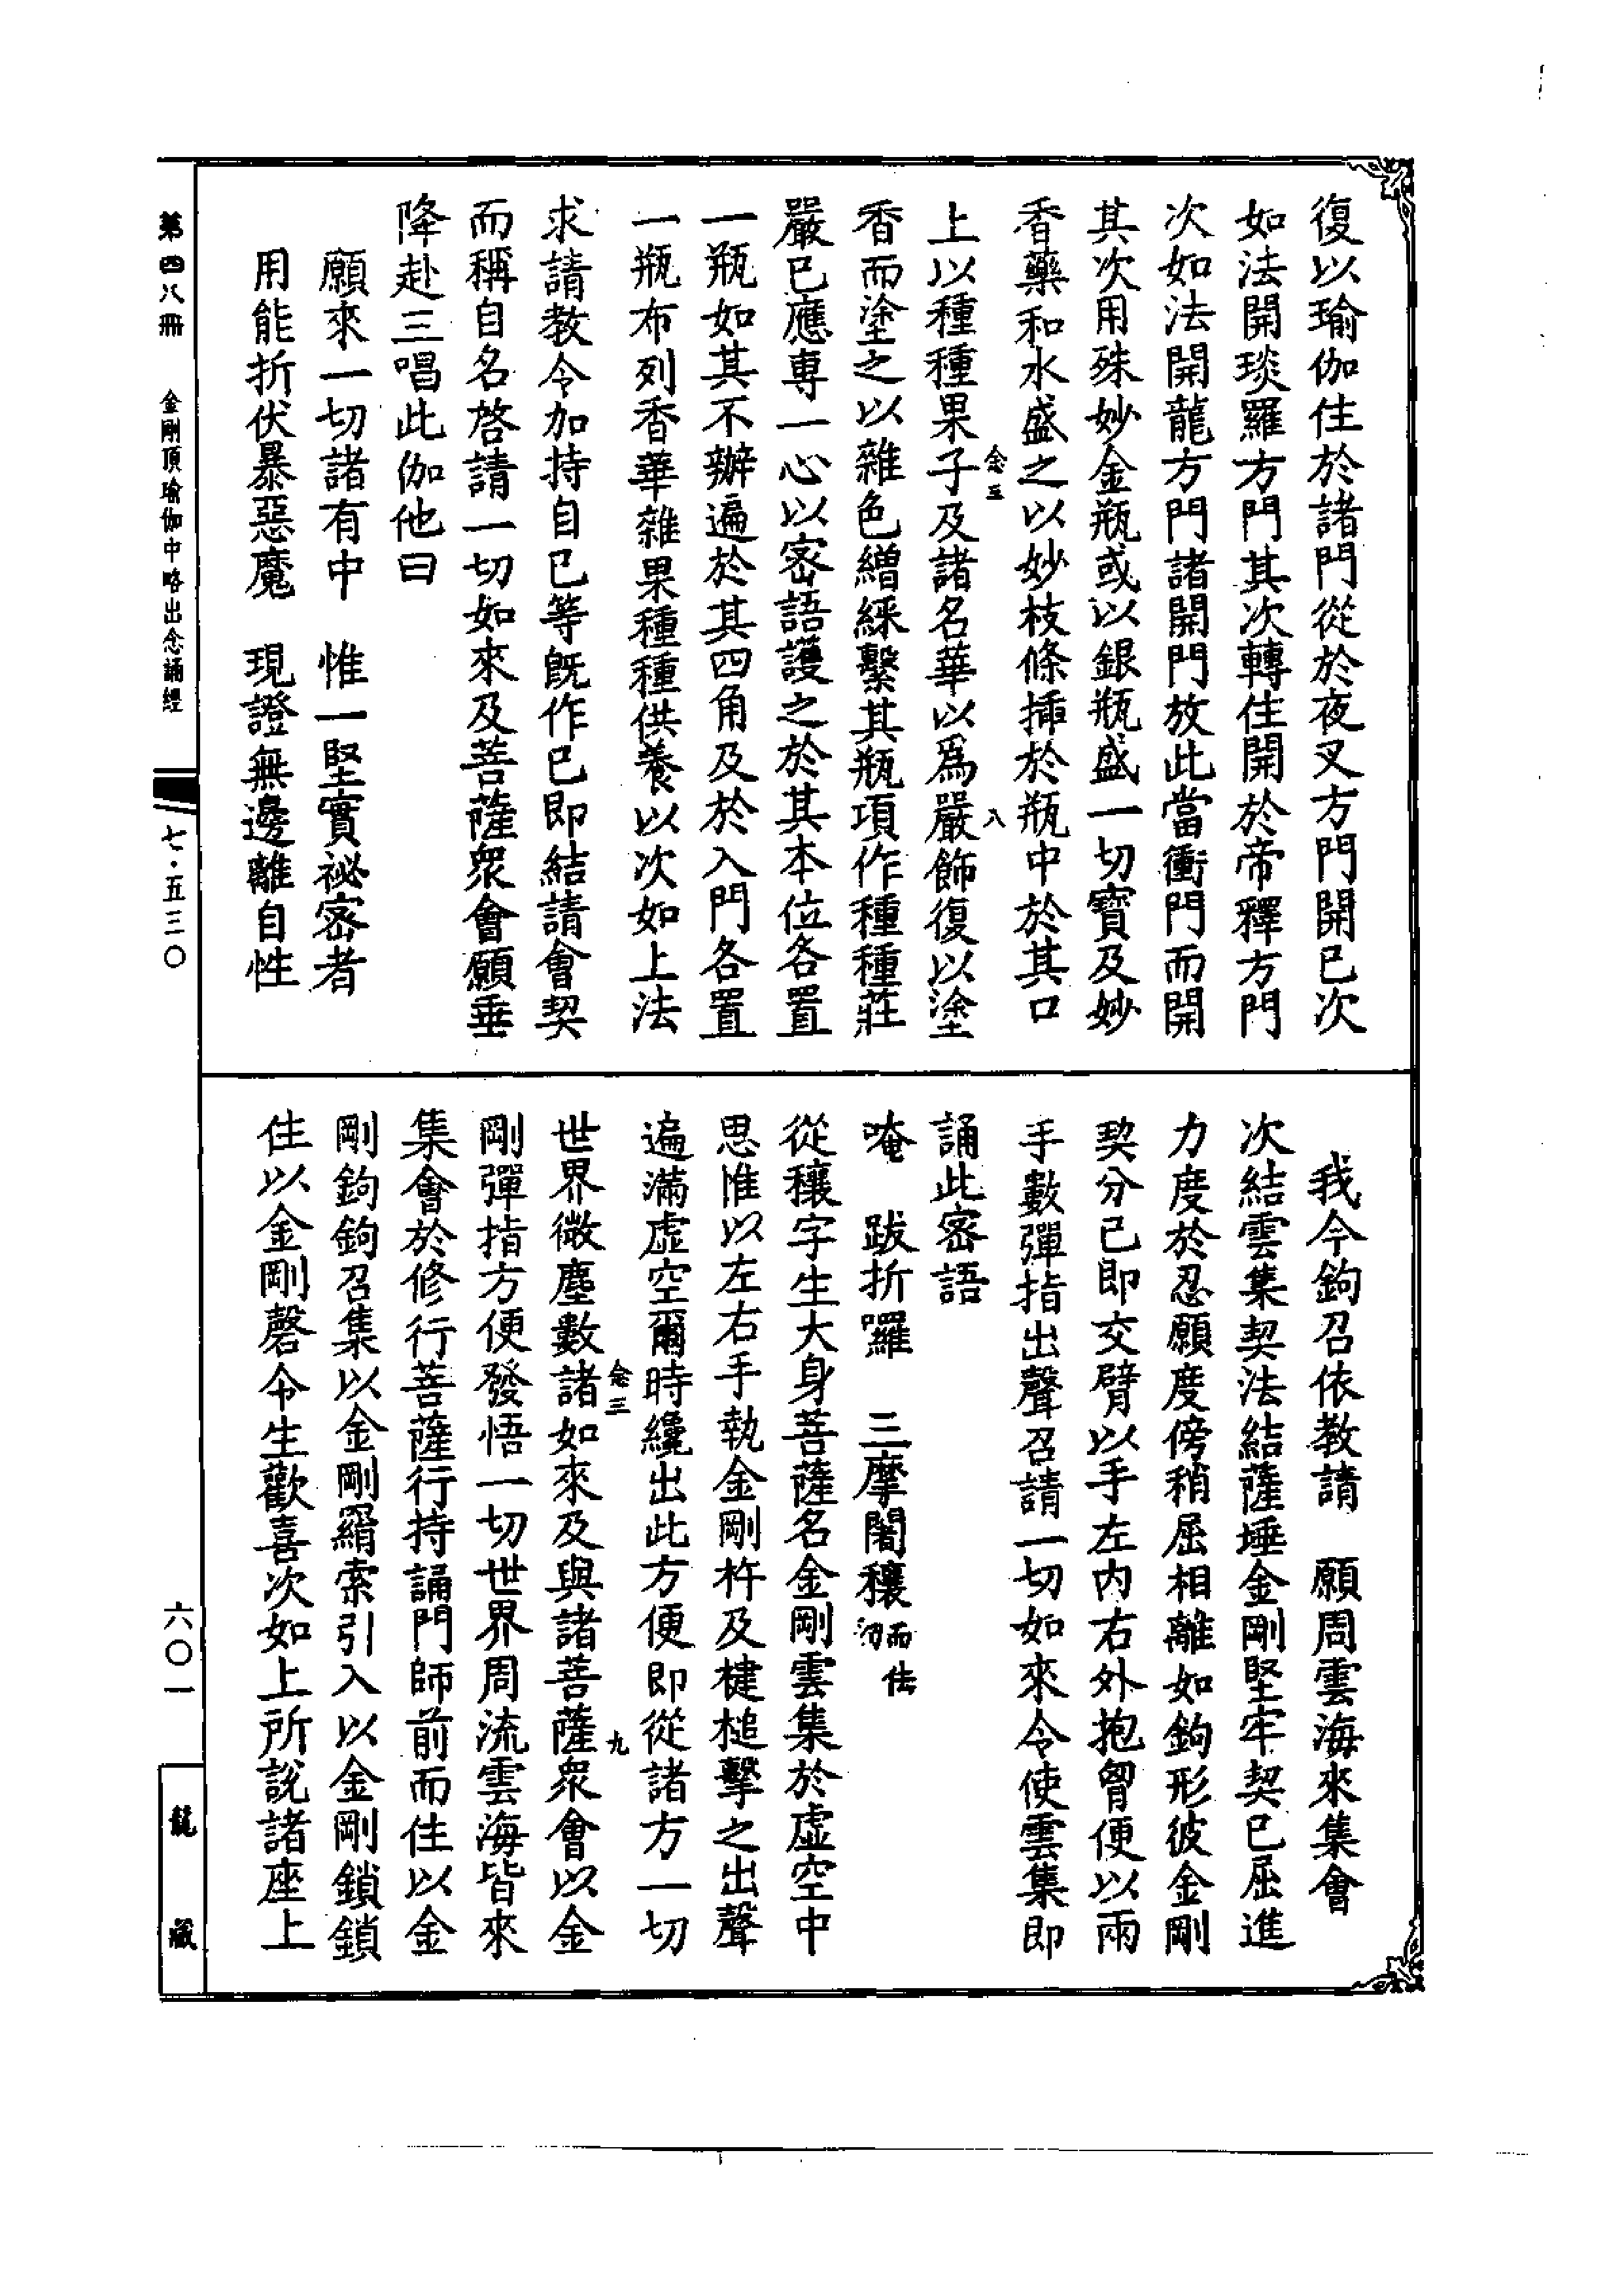 復以瑜伽住於諸門從於夜叉方門開已次
如法開琰羅方門其次轉住開於帝釋方門
次如法開龍方門諸開門放此當衝門而開
其次用殊妙金瓶或以銀瓶盛一切寶及妙
香藥和水盛之以妙枝條揷於瓶中於其口
念三
八
上以種種果子及諸名華以爲嚴飾復以塗
香而塗之以雜色繒綵繫其瓶項作種種莊
嚴已應專一心以密語護之於其本位各置
一瓶如其不辦遍於其四角及於入門各置
一瓶布列香華雜果種種供養以次如上法
求請教令加持自已等旣作已即結請會契
而稱自名啓請一切如來及菩薩衆會願垂
降赴三唱此伽他曰
願來一切諸有中　惟一堅實祕密者
用能折伏暴惡魔　現證無邊離自性
我今鉤召依教請　願周雲海來集會
次結雲集契法結薩埵金剛堅牢契已屈進
力度於忍願度傍稍屈相離如鉤形彼金剛
契分已即交臂以手左內右外抱胷便以兩
手數彈指出聲召請一切如來令使雲集即
誦此密語
唵　跋折囉　三摩闍穰而佉切
從穰字生大身菩薩名金剛雲集於虛空中
思惟以左右手執金剛杵及楗槌擊之出聲
遍滿虛空爾時纔出此方便即從諸方一切
念三
九
世界微塵數諸如來及與諸菩薩衆會以金
剛彈指方便發悟一切世界周流雲海皆來
集會於修行菩薩行持誦門師前而住以金
剛鉤鉤召集以金剛羂索引入以金剛鎖鎖
住以金剛磬令生歡喜次如上所說諸座上
第四八冊　金剛頂瑜伽中略出念誦經
七·五三〇
六〇一
龍藏